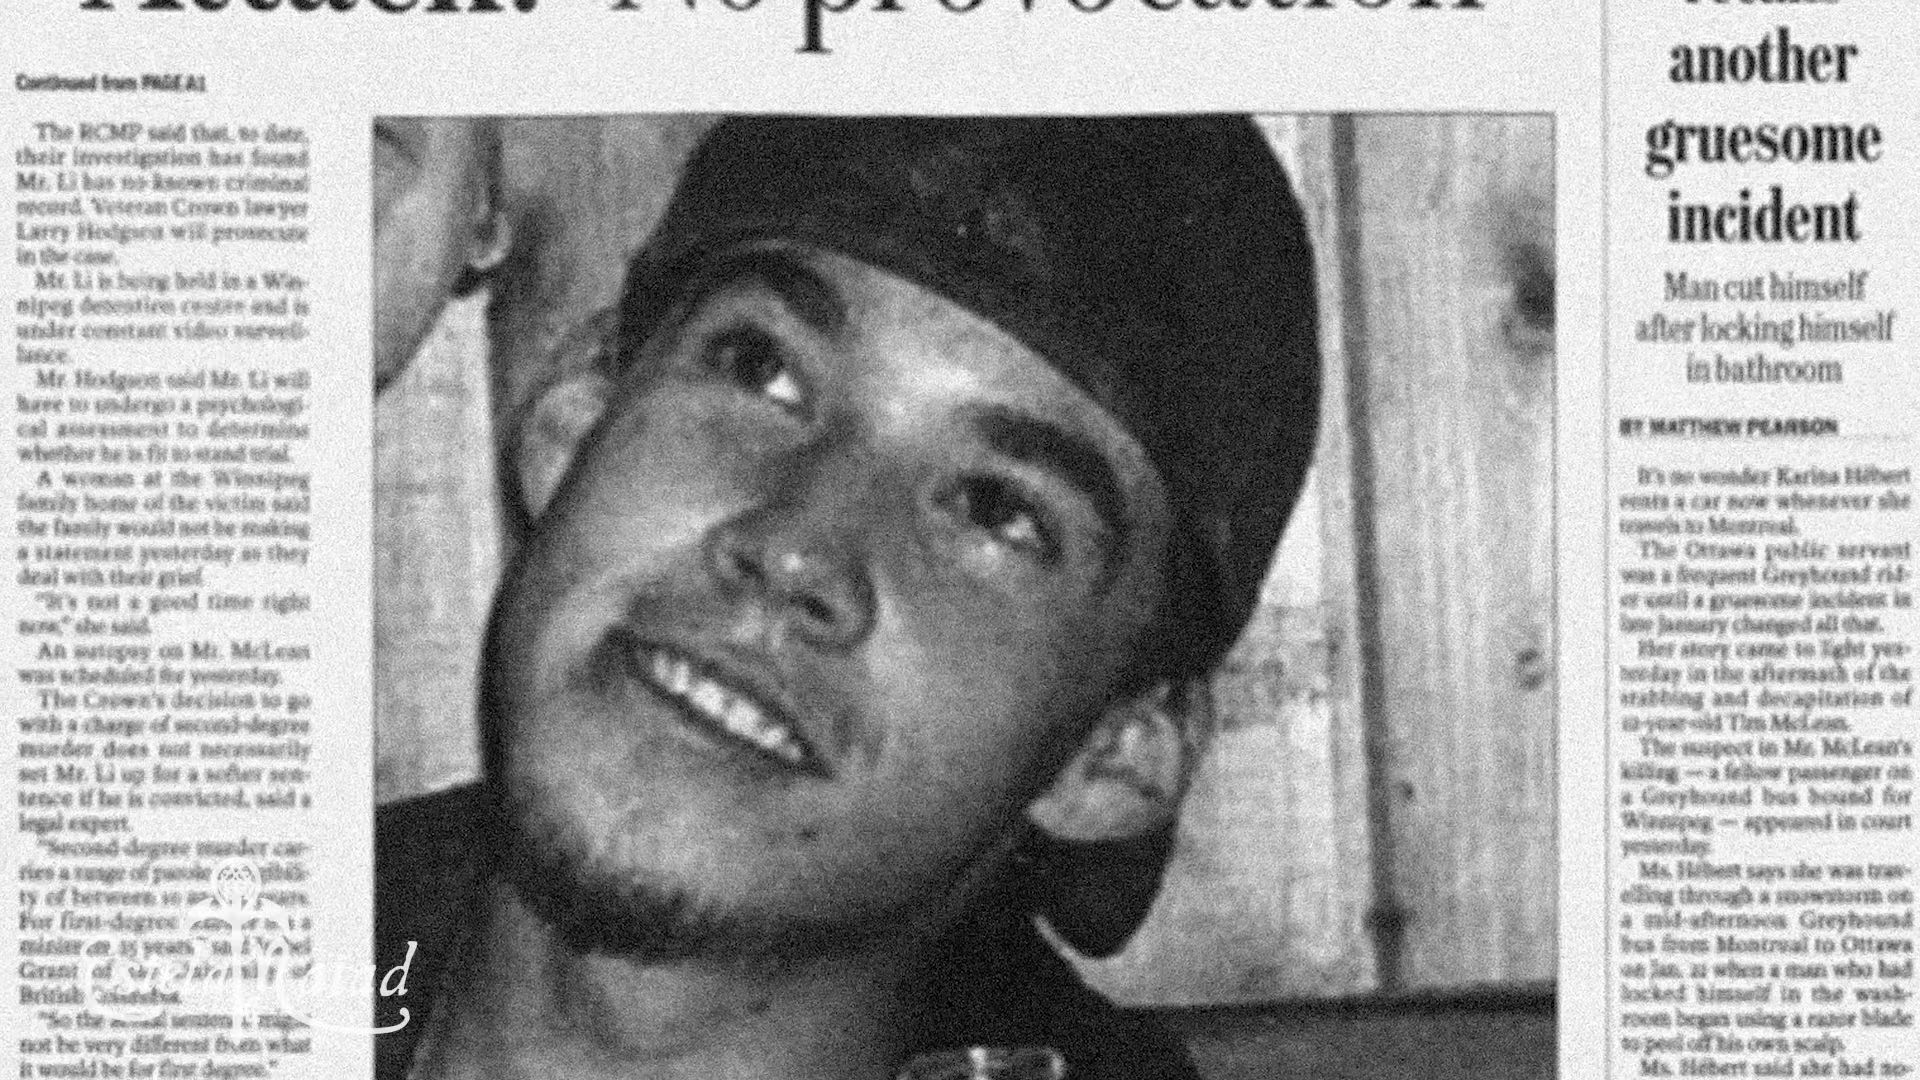 Attack: 'No provocation'
Continued from PAGE A1
The RCMP said that, to date,
their investigation has found
Mr. Li has no known criminal
record. Veteran Crown lawyer
Larry Hodgson will prosecute
in the case.
Mr. Li is being held in a Win-
nipeg detention centre and is
under constant video surveil-
lance.
Mr. Hodgson said Mr. Li will
have to undergo a psychologi-
cal assessment to determine
whether he is fit to stand trial.
A woman at the Winnipeg
family home of the victim said
the family would not be making
a statement yesterday as they
deal with their grief.
"It's not a good time right
now," she said.
An autopsy on Mr. McLean
was scheduled for yesterday.
The Crown's decision to go
with a charge of second-degree
murder does not necessarily
set Mr. Li up for a softer sen-
tence if he is convicted, said a
legal expert.
"Second-degree murder car-
ries a range of parole
ty of between 10 and years.
For first-degree a
minimum 25 years," said
Grant of of
British Columbia.
"So the actual sentence might
not be very different from what
it would be for first degree."
another
gruesome
incident
Man cut himself
after locking himself
in bathroom
BY MATTHEW PEARSON
It's no wonder Karina Hébert
rents a car now whenever she
travels to Montreal.
The Ottawa public servant
was a frequent Greyhound rid-
er until a gruesome incident in
late January changed all that.
Her story came to light yes-
terday in the aftermath of the
stabbing and decapitation of
22-year-old Tim McLean.
The suspect in Mr. McLean's
killing — a fellow passenger on
a Greyhound bus bound for
Winnipeg — appeared in court
yesterday.
Ms. Hébert says she was trav-
elling through a snowstorm on
a mid-afternoon Greyhound
bus from Montreal to Ottawa
on Jan. 21 when a man who had
locked himself in the wash-
room began using a razor blade
to peel off his own scalp.
Ms. Hébert said she had no-